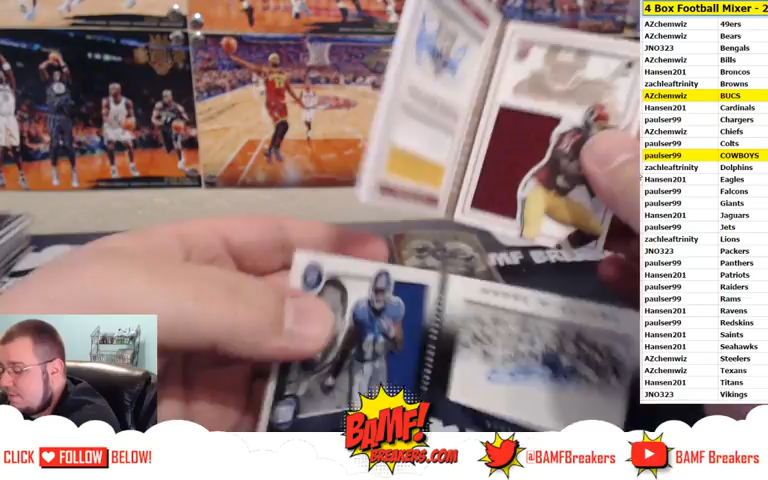 4 Box Football Mixer - 2
AZchemwiz 49ers
AZchemwiz Bears
JNO323 Bengals
AZchemwiz Bills
Hansen201 Broncos
zachleaftrinity Browns
AZchemwiz BUCS
Hansen201 Cardinals
paulser99 Chargers
AZchemwiz Chiefs
paulser99 Colts
paulser99 COWBOYS
zachleaftrinity Dolphins
Hansen201 Eagles
paulser99 Falcons
paulser99 Giants
Hansen201 Jaguars
paulser99 Jets
zachleaftrinity Lions
JNO323 Packers
paulser99 Panthers
Hansen201 Patriots
paulser99 Raiders
paulser99 Rams
Hansen201 Ravens
paulser99 Redskins
Hansen201 Saints
Hansen201 Seahawks
AZchemwiz Steelers
AZchemwiz Texans
Hansen201 Titans
JNO323 Vikings
CLICK FOLLOW BELOW!
BAMF!
BREAKERS.COM
@BAMFBreakers
BAMF Breakers